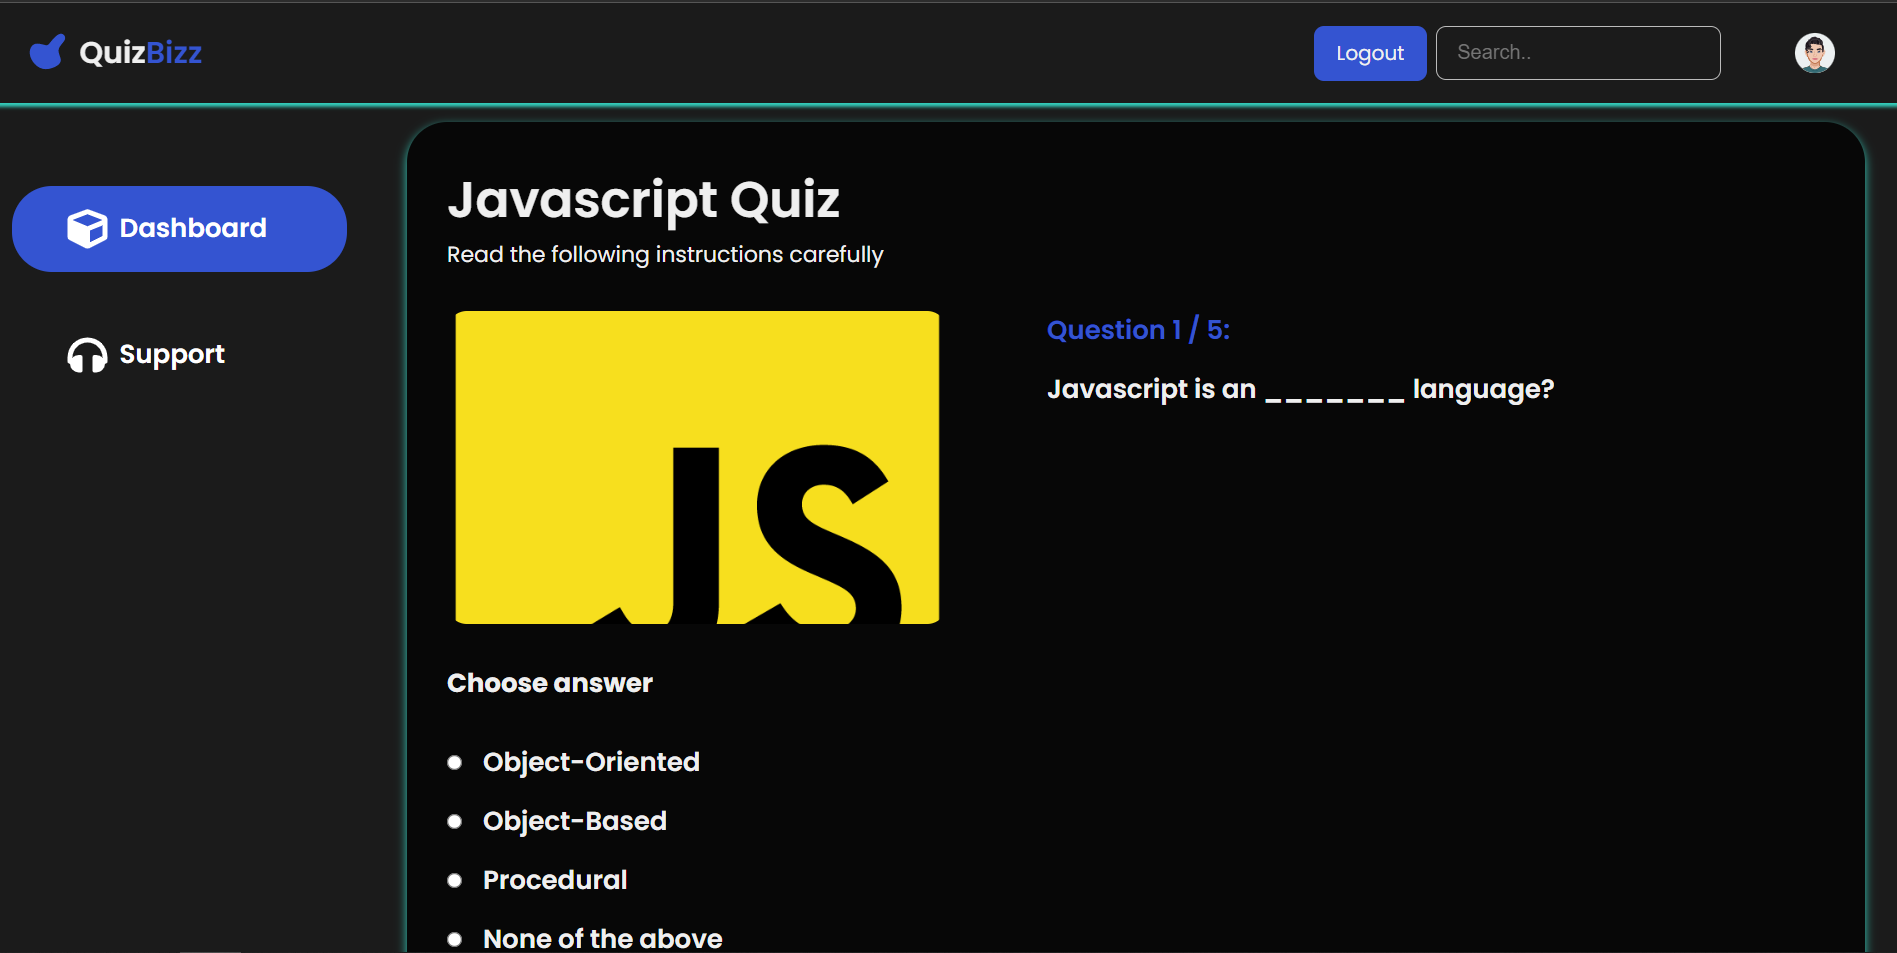 QuizBizz
Logout
Search..
Dashboard
Support
Javascript Quiz
Read the following instructions carefully
JS
Question 1 / 5:
Javascript is an _______ language?
Choose answer
Object-Oriented
Object-Based
Procedural
None of the above